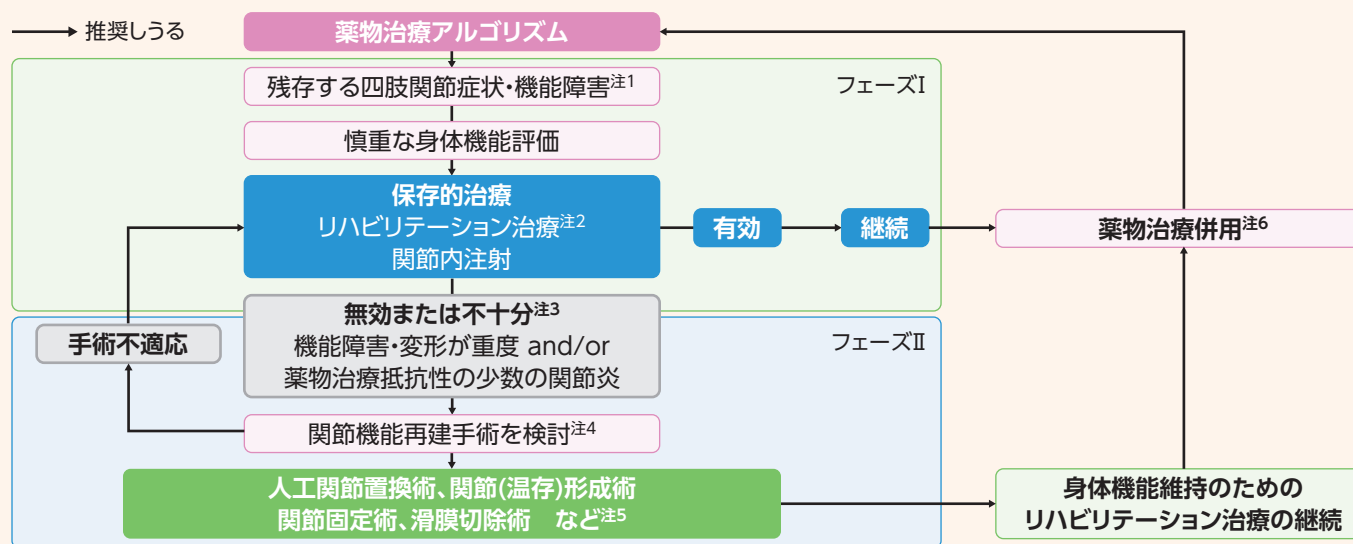 推奨しうる
薬物治療アルゴリズム
フェーズⅠ
残存する四肢関節症状・機能障害注1
慎重な身体機能評価
保存的治療
リハビリテーション治療注2
関節内注射
有効
継続
薬物治療併用注6
フェーズⅡ
無効または不十分注3
機能障害・変形が重度 and/or
薬物治療抵抗性の少数の関節炎
手術不適応
関節機能再建手術を検討注4
人工関節置換術、関節(温存)形成術
関節固定術、滑膜切除術　など注5
身体機能維持のための
リハビリテーション治療の継続